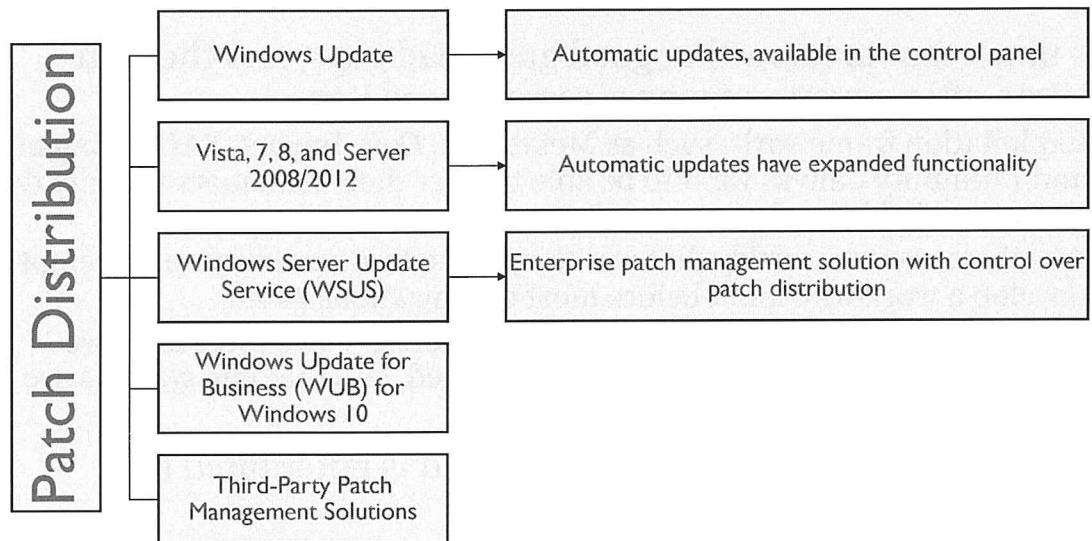 Patch Distribution
Windows Update
Automatic updates, available in the control panel
Vista, 7, 8, and Server
2008/2012
Automatic updates have expanded functionality
Windows Server Update
Service (WSUS)
Enterprise patch management solution with control over
patch distribution
Windows Update for
Business (WUB) for
Windows 10
Third-Party Patch
Management Solutions